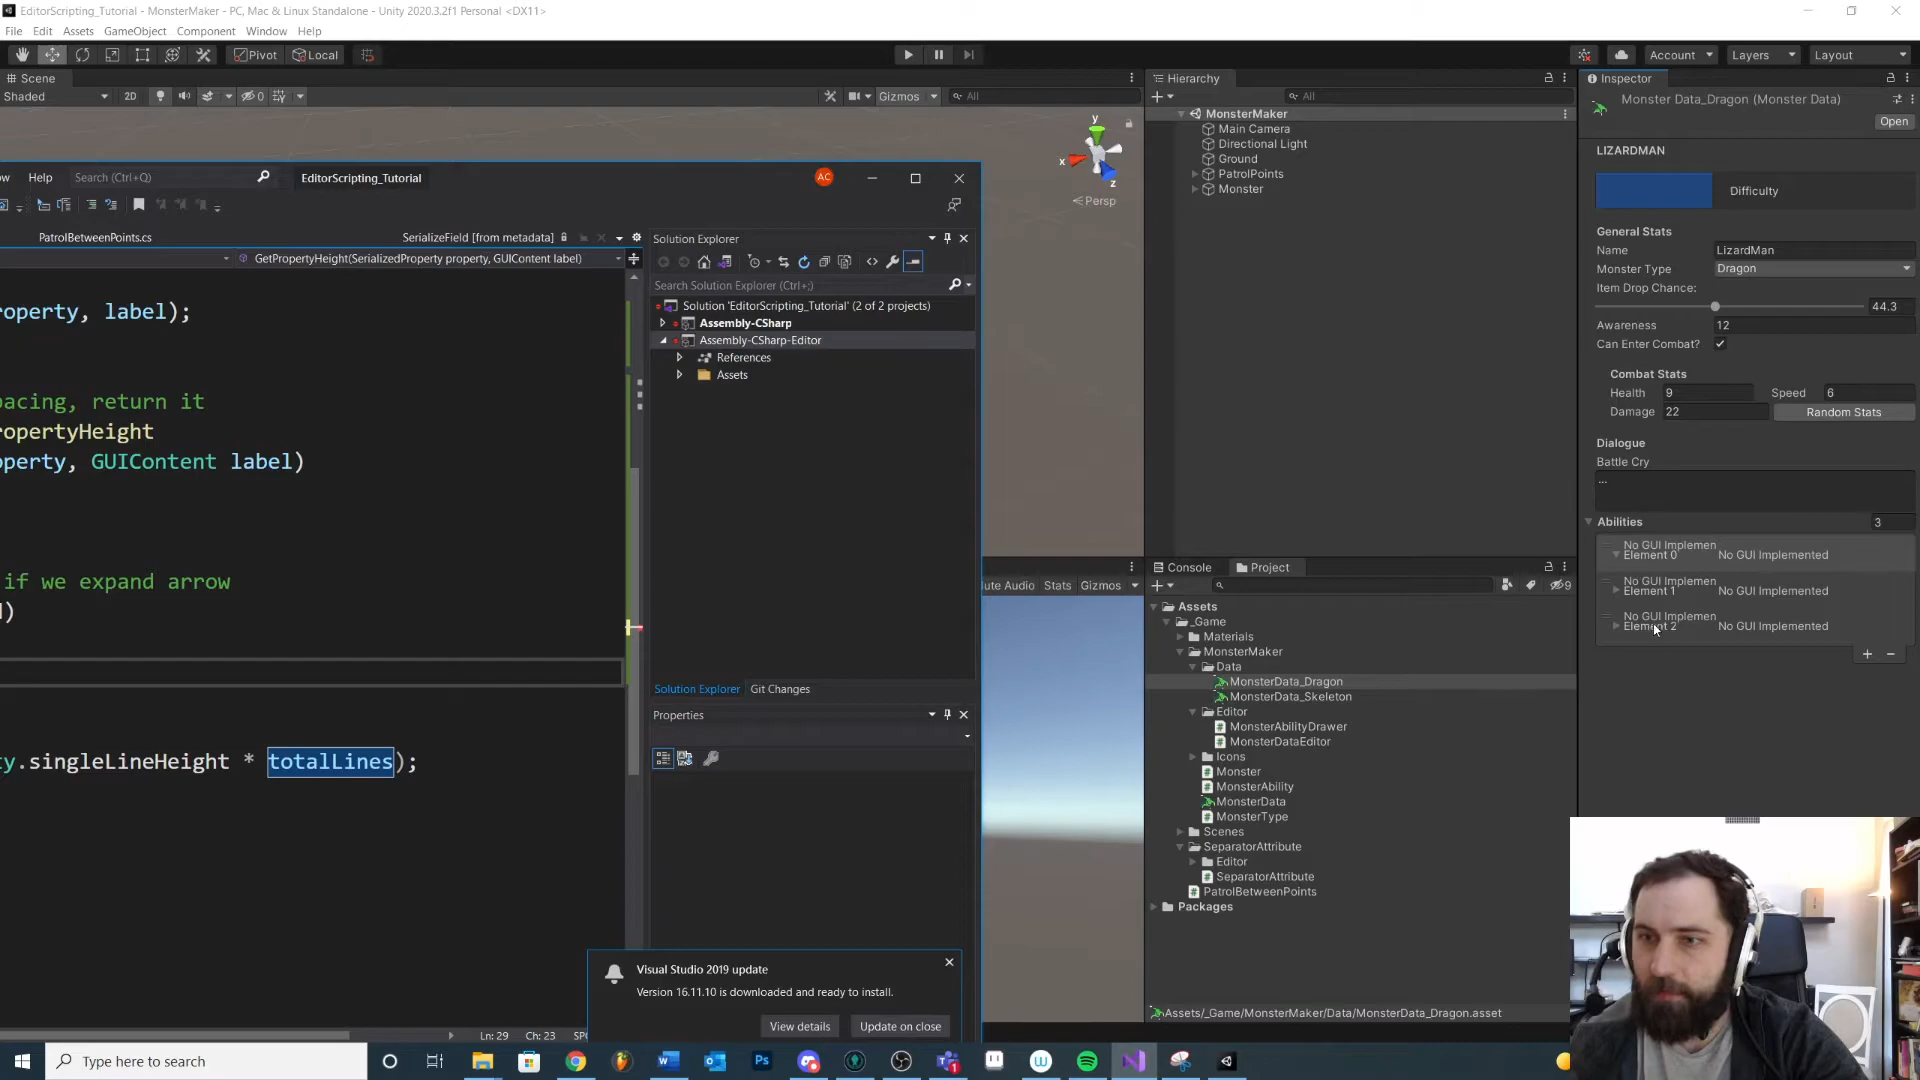 EditorScripting_Tutorial - MonsterMaker - PC, Mac & Linux Standalone - Unity 2020.3.2f1 Personal <DX11>
File Edit Assets GameObject Component Window Help
Pivot Local
Account Layers Layout
Scene
Shaded 2D 0 Gizmos All
y
x
z
Persp
Help Search (Ctrl+Q) EditorScripting_Tutorial AC
PatrolBetweenPoints.cs SerializeField [from metadata]
GetPropertyHeight(SerializedProperty property, GUIContent label)
roperty, label);
pacing, return it
ropertyHeight
operty, GUIContent label)
if we expand arrow
)
ty.singleLineHeight * totalLines);
Ln: 29 Ch: 23
Solution Explorer
Search Solution Explorer (Ctrl+;)
Solution 'EditorScripting_Tutorial' (2 of 2 projects)
Assembly-CSharp
Assembly-CSharp-Editor
References
Assets
Solution Explorer Git Changes
Properties
Visual Studio 2019 update
Version 16.11.10 is downloaded and ready to install.
View details Update on close
ute Audio Stats Gizmos
Hierarchy
All
MonsterMaker
Main Camera
Directional Light
Ground
PatrolPoints
Monster
Console Project
9
Assets
_Game
Materials
MonsterMaker
Data
MonsterData_Dragon
MonsterData_Skeleton
Editor
MonsterAbilityDrawer
MonsterDataEditor
Icons
Monster
MonsterAbility
MonsterData
MonsterType
Scenes
SeparatorAttribute
Editor
SeparatorAttribute
PatrolBetweenPoints
Packages
Assets/_Game/MonsterMaker/Data/MonsterData_Dragon.asset
Inspector
Monster Data_Dragon (Monster Data)
Open
LIZARDMAN
Difficulty
General Stats
Name LizardMan
Monster Type Dragon
Item Drop Chance:
44.3
Awareness 12
Can Enter Combat?
Combat Stats
Health 9 Speed 6
Damage 22 Random Stats
Dialogue
Battle Cry
...
Abilities 3
No GUI Implemen
Element 0 No GUI Implemented
No GUI Implemen
Element 1 No GUI Implemented
No GUI Implemen
Element 2 No GUI Implemented
+ -
Type here to search